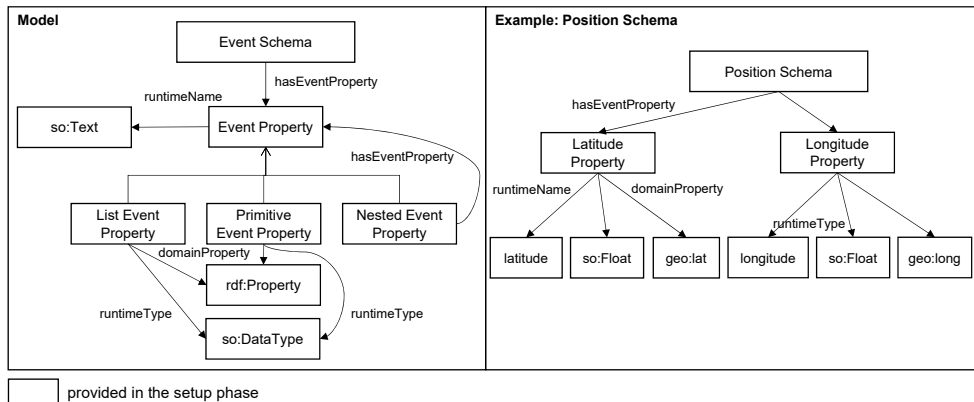 Model
Event Schema
hasEventProperty
runtimeName
so:Text
Event Property
hasEventProperty
List Event
Property
Primitive
Event Property
Nested Event
Property
domainProperty
rdf:Property
runtimeType
runtimeType
so:DataType
Example: Position Schema
Position Schema
hasEventProperty
Latitude
Property
Longitude
Property
runtimeName
domainProperty
runtimeType
latitude
so:Float
geo:lat
longitude
so:Float
geo:long
provided in the setup phase